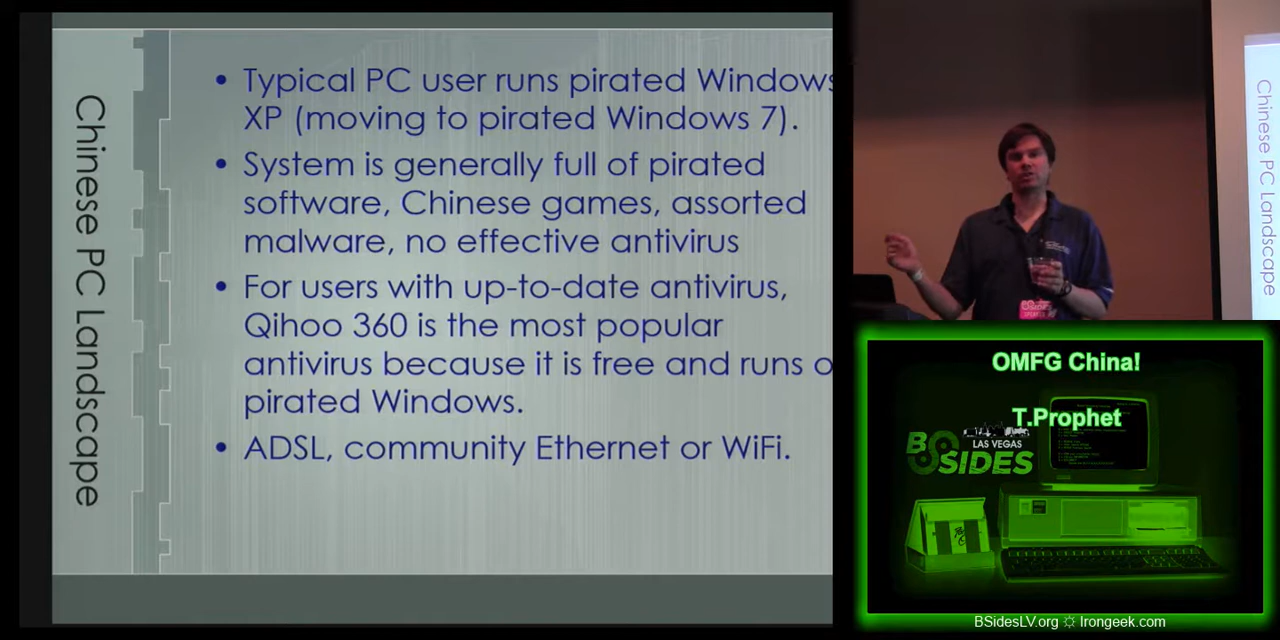 Chinese PC Landscape
• Typical PC user runs pirated Windows
XP (moving to pirated Windows 7).
• System is generally full of pirated
software, Chinese games, assorted
malware, no effective antivirus
• For users with up-to-date antivirus,
Qihoo 360 is the most popular
antivirus because it is free and runs o
pirated Windows.
• ADSL, community Ethernet or WiFi.
Chinese PC Landscape
BSIDES
OMFG China!
T.Prophet
LAS VEGAS
BSIDES
BSidesLV.org ☼ Irongeek.com